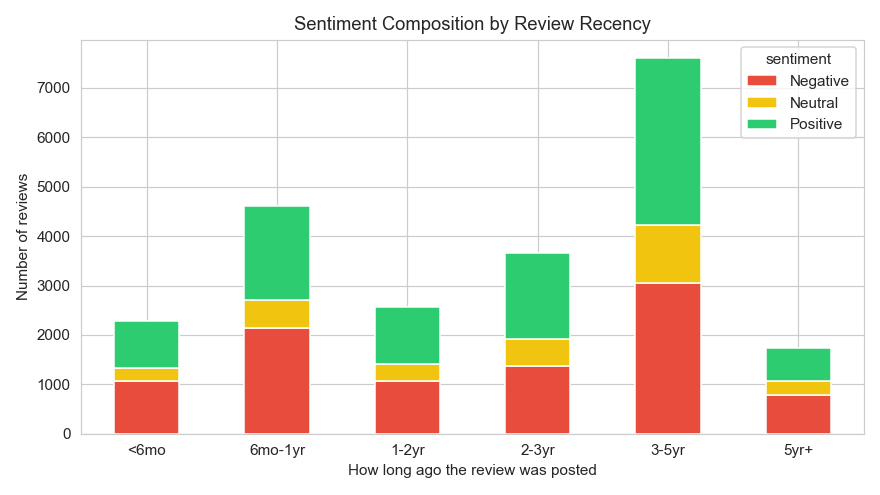 Sentiment Composition by Review Recency
sentiment
Negative
Neutral
Positive
Number of reviews
7000
6000
5000
4000
3000
2000
1000
0
<6mo 6mo-1yr 1-2yr 2-3yr 3-5yr 5yr+
How long ago the review was posted